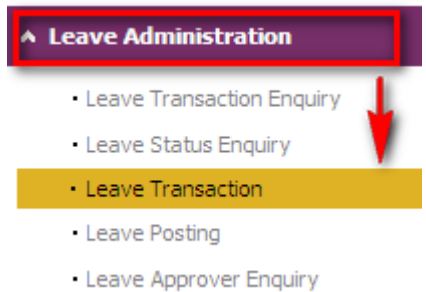 Leave Administration
Leave Transaction Enquiry
Leave Status Enquiry
Leave Transaction
Leave Posting
Leave Approver Enquiry